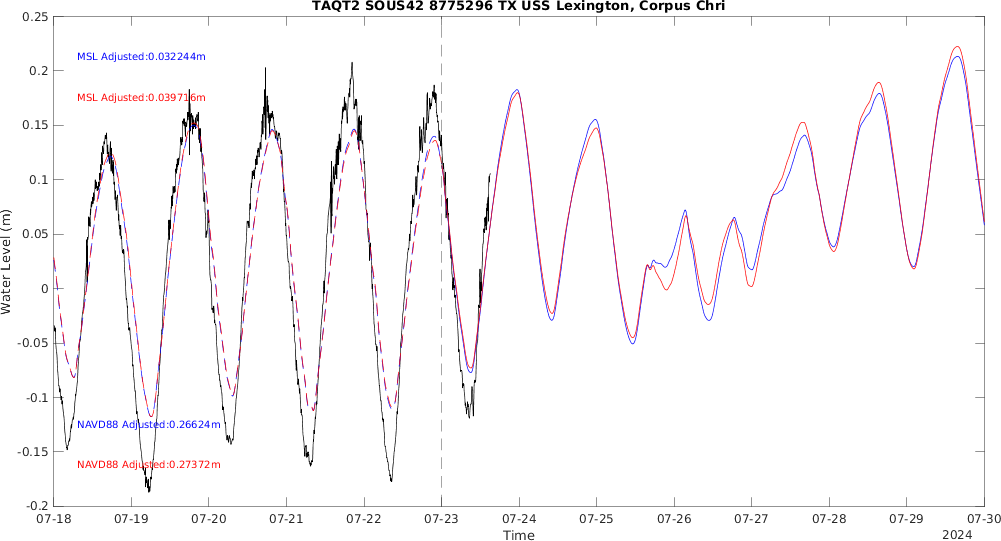 TAQT2 SOUS42 8775296 TX USS Lexington, Corpus Chri
0.25
0.2
0.15
0.1
0.05
0
-0.05
-0.1
-0.15
-0.2
Water Level (m)
MSL Adjusted:0.032244m
MSL Adjusted:0.039716m
NAVD88 Adjusted:0.26624m
NAVD88 Adjusted:0.27372m
07-18 07-19 07-20 07-21 07-22 07-23 07-24 07-25 07-26 07-27 07-28 07-29 07-30
Time
2024